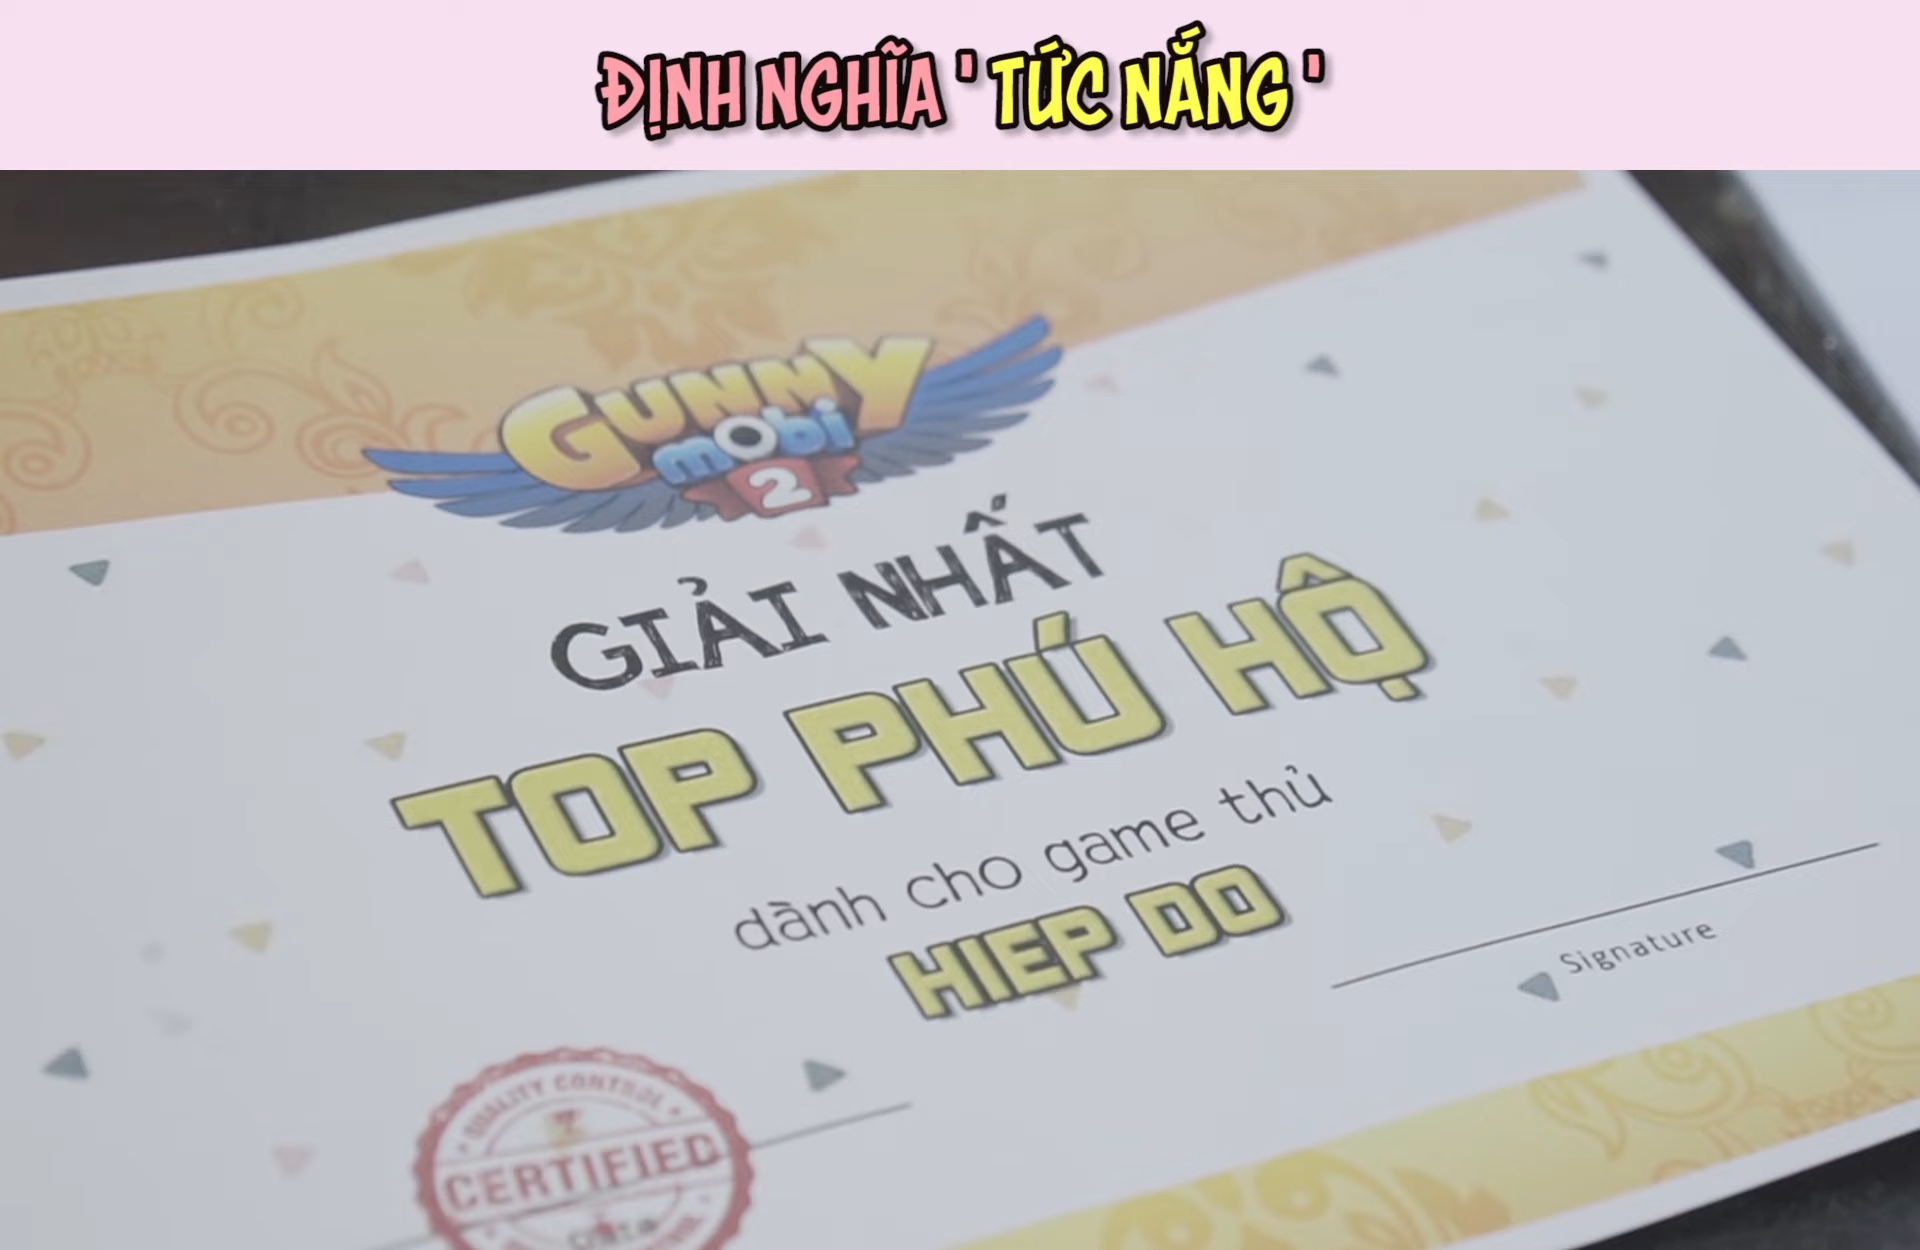 ĐỊNH NGHĨA ' TỨC NẮNG '
GUNNY
mobi
2
GIẢI NHẤT
TOP PHÚ HỘ
dành cho game thủ
HIEP DO
Signature
QUALITY CONTROL
CERTIFIED
Date